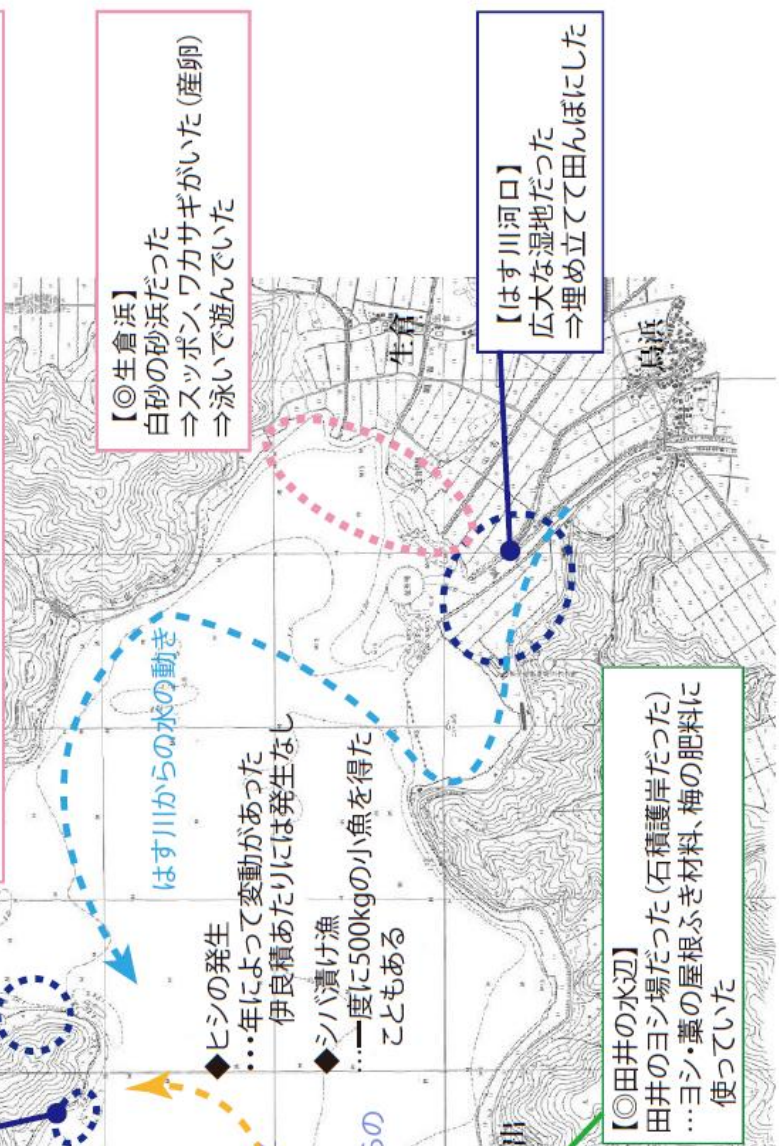 【◎生倉浜】
白砂の砂浜だった
⇒スッポン、ワカサギがいた（産卵）
⇒泳いで遊んでいた
生倉
【はす川河口】
広大な湿地だった
⇒埋め立てて田んぼにした
鳥浜
はす川からの水の動き
◆ヒシの発生
…年によって変動があった
伊良積あたりには発生なし
◆シバ漬け漁
…一度に500kgの小魚を得た
こともある
【◎田井の水辺】
田井のヨシ場だった（石積護岸だった）
…ヨシ・藁の屋根ふき材料、梅の肥料に
使っていた